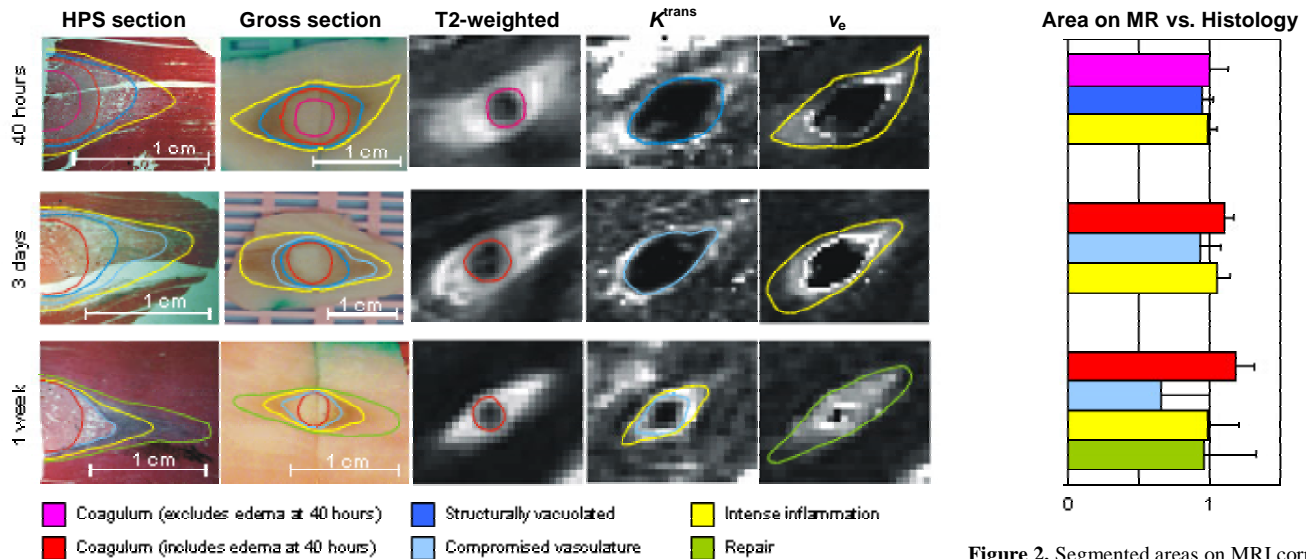 HPS section Gross section T2-weighted Ktrans ve Area on MR vs. Histology
40 hours
1 cm 1 cm
3 days
1 cm 1 cm
1 week
1 cm 1 cm
0 1
Coagulum (excludes edema at 40 hours) Structurally vacuolated Intense inflammation
Coagulum (includes edema at 40 hours) Compromised vasculature Repair
Figure 2. Segmented areas on MRI corr